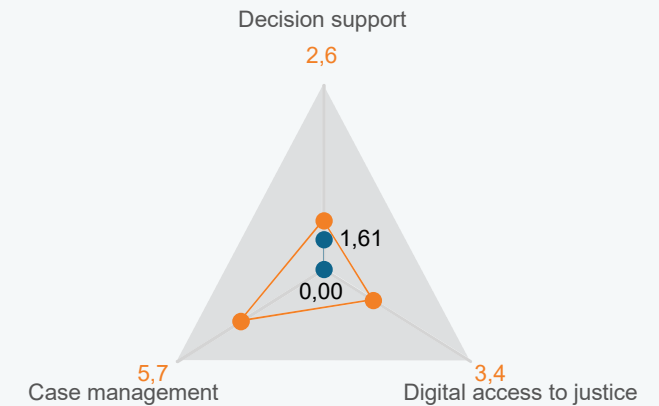 Decision support
2,6
1,61
0,00
5,7
3,4
Case management
Digital access to justice